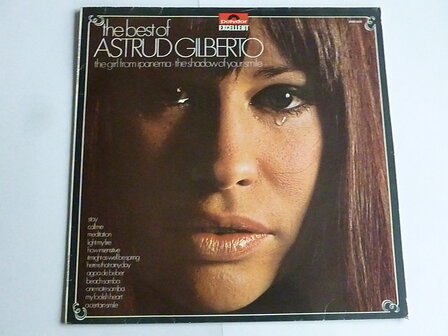 the best of
ASTRUD GILBERTO
the girl from ipanema · the shadow of your smile
Polydor
EXCELLENT
stay
call me
meditation
light my fire
how insensitive
it might as well be spring
here is that rainy day
agua de beber
beach samba
one note samba
my foolish heart
a certain smile